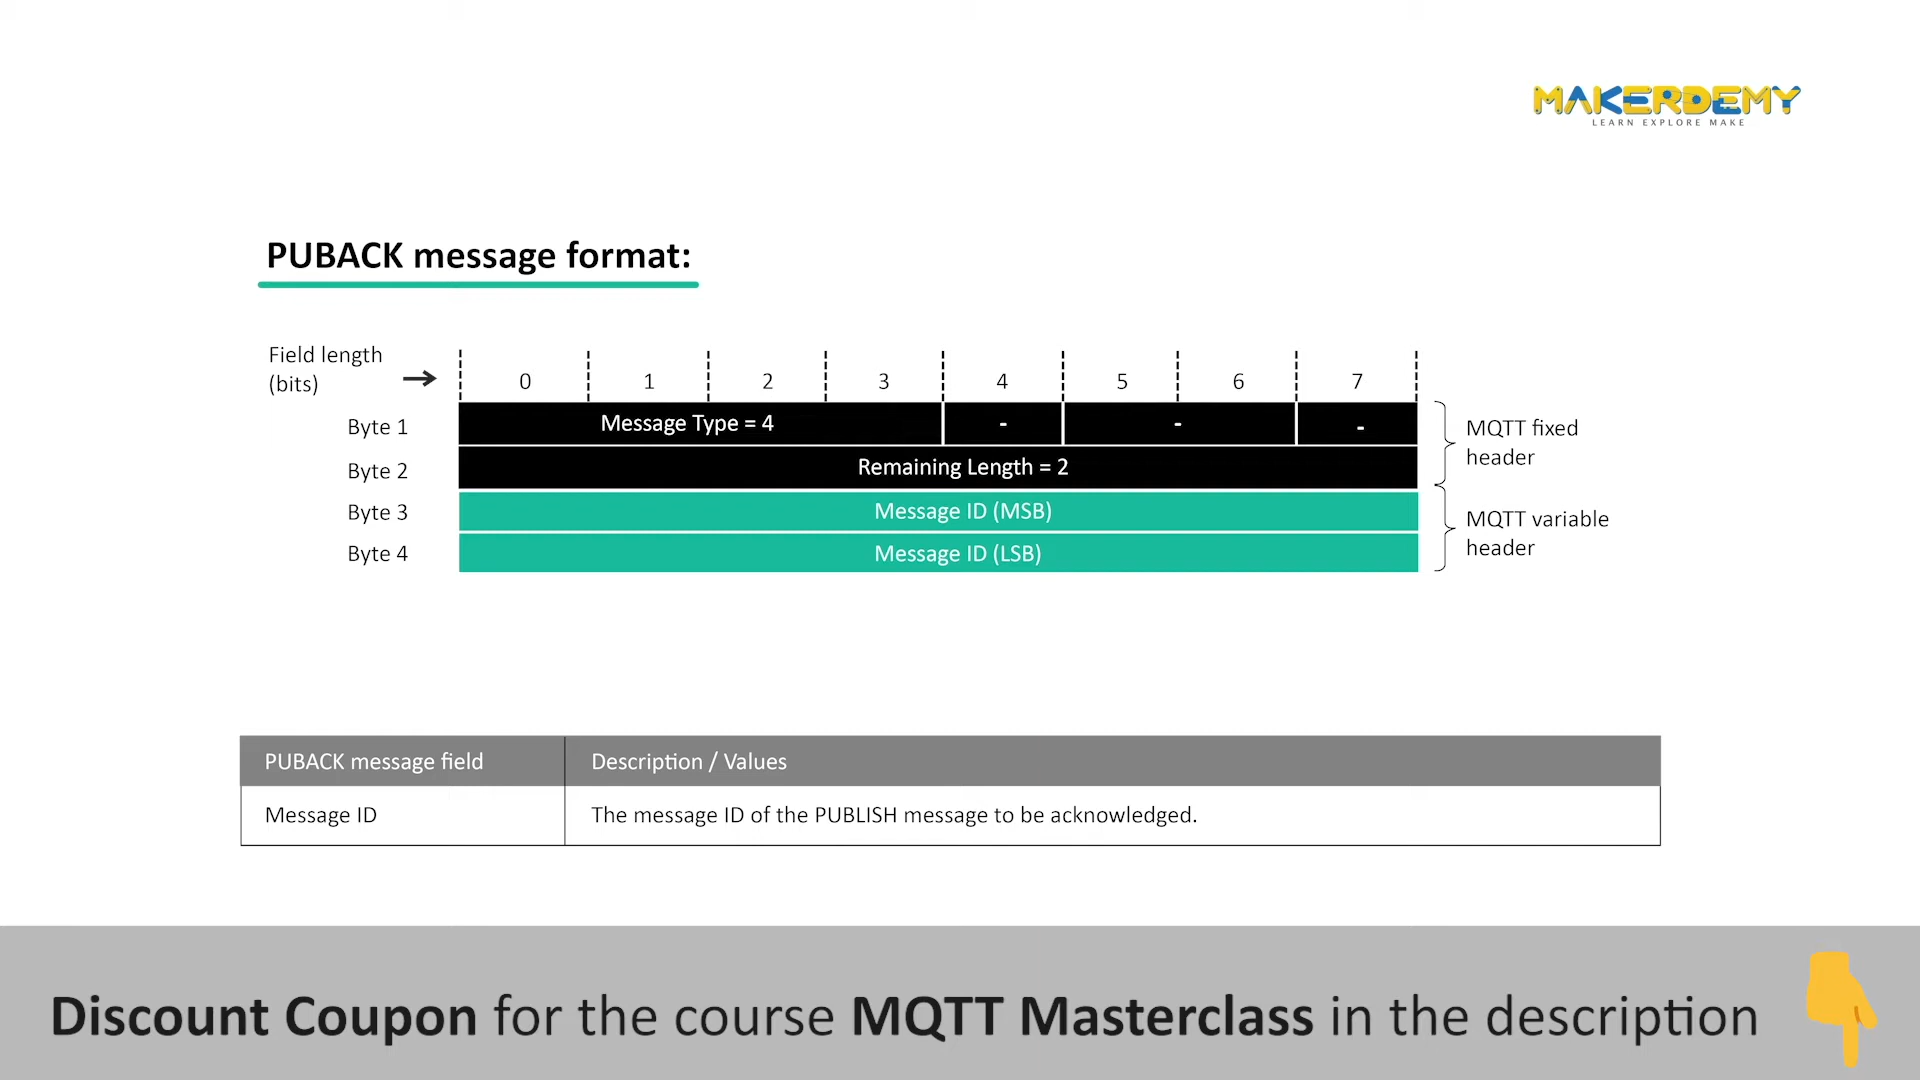 MAKERDEMY
LEARN EXPLORE MAKE
PUBACK message format:
Field length
(bits)
0 1 2 3 4 5 6 7
Byte 1 Message Type = 4 - - -
Byte 2 Remaining Length = 2
MQTT fixed
header
Byte 3 Message ID (MSB)
Byte 4 Message ID (LSB)
MQTT variable
header
PUBACK message field Description / Values
Message ID The message ID of the PUBLISH message to be acknowledged.
Discount Coupon for the course MQTT Masterclass in the description